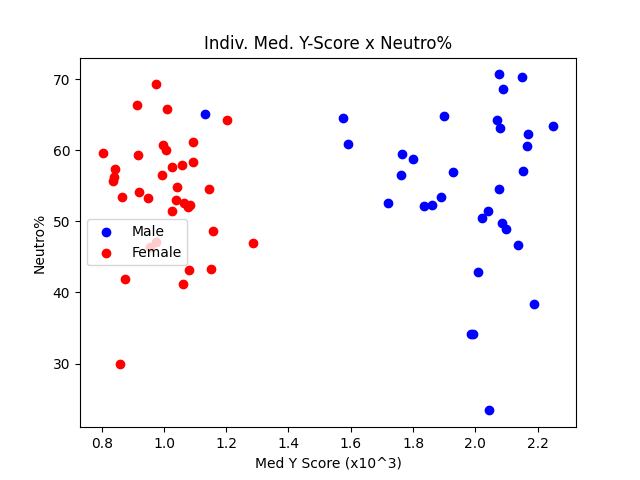 Indiv. Med. Y-Score x Neutro%
70
60
50
40
30
Neutro%
Male
Female
0.8 1.0 1.2 1.4 1.6 1.8 2.0 2.2
Med Y Score (x10^3)